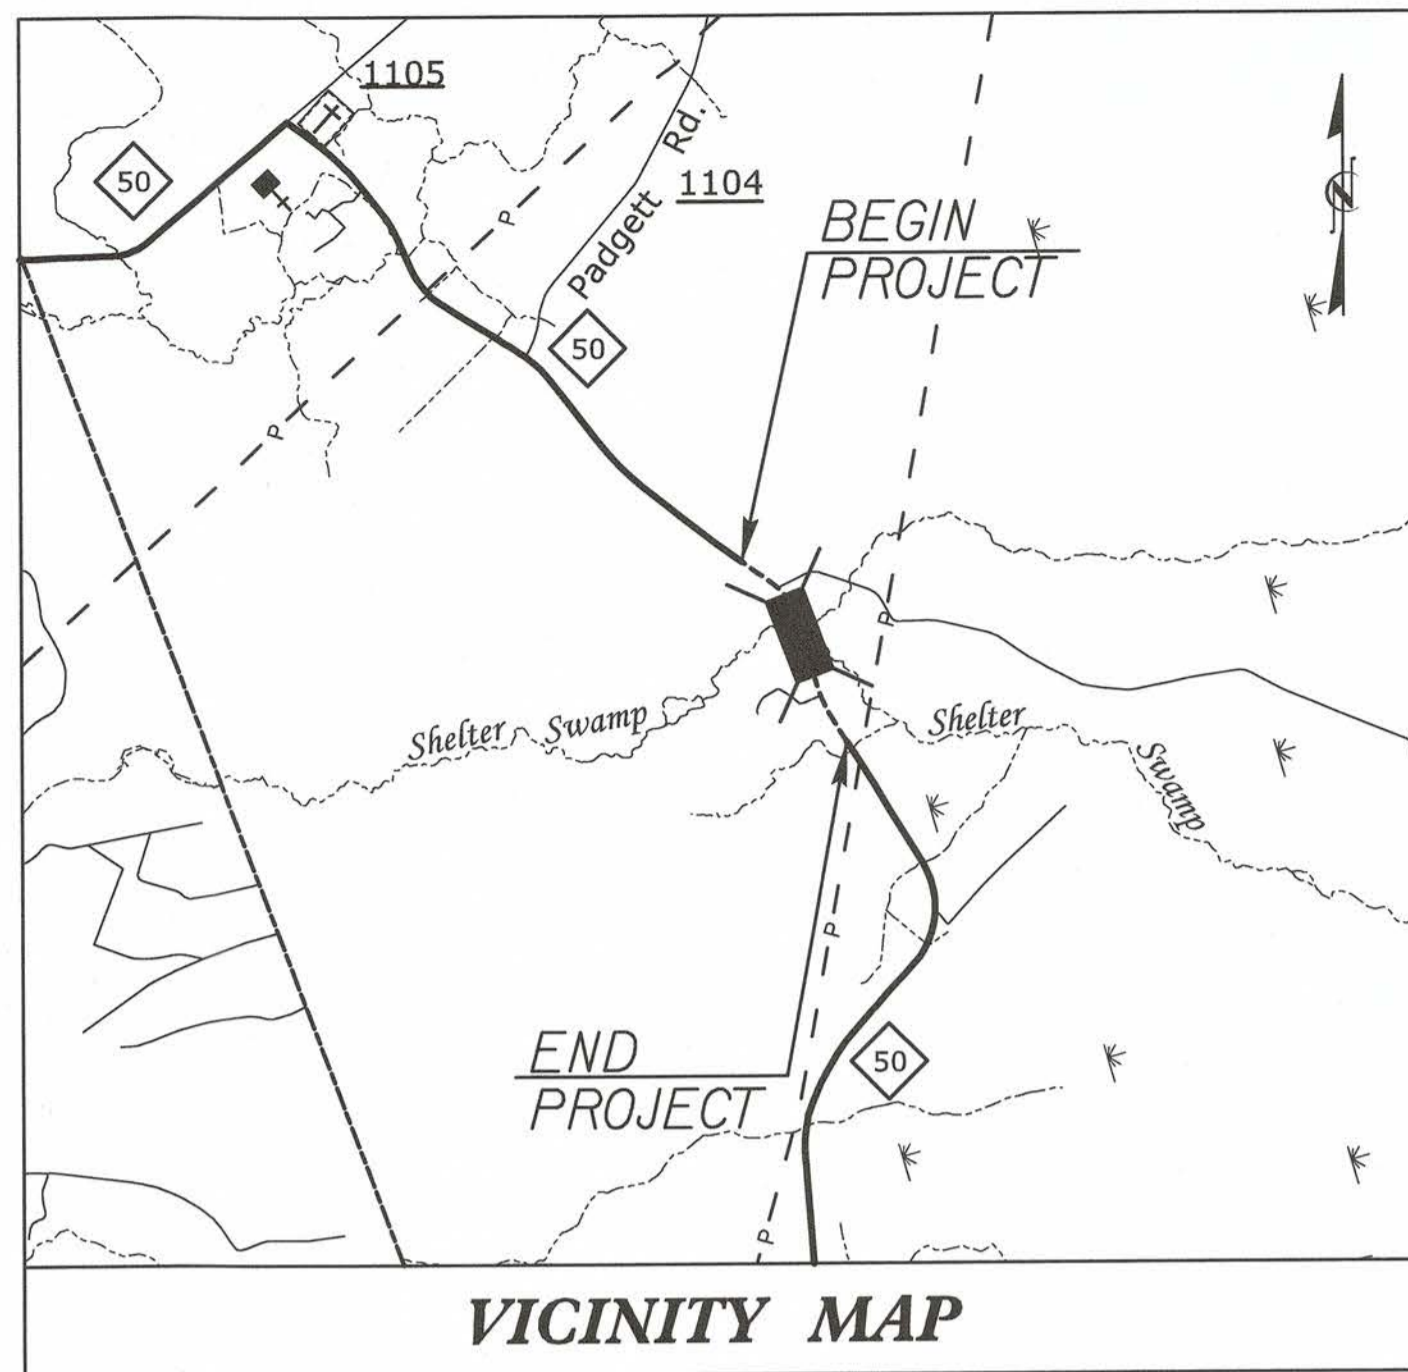 1105
50
P
Rd.
1104
Padgett
BEGIN
PROJECT
N
50
P
P
Shelter Swamp
Shelter
Swamp
P
END
PROJECT
50
P
VICINITY MAP